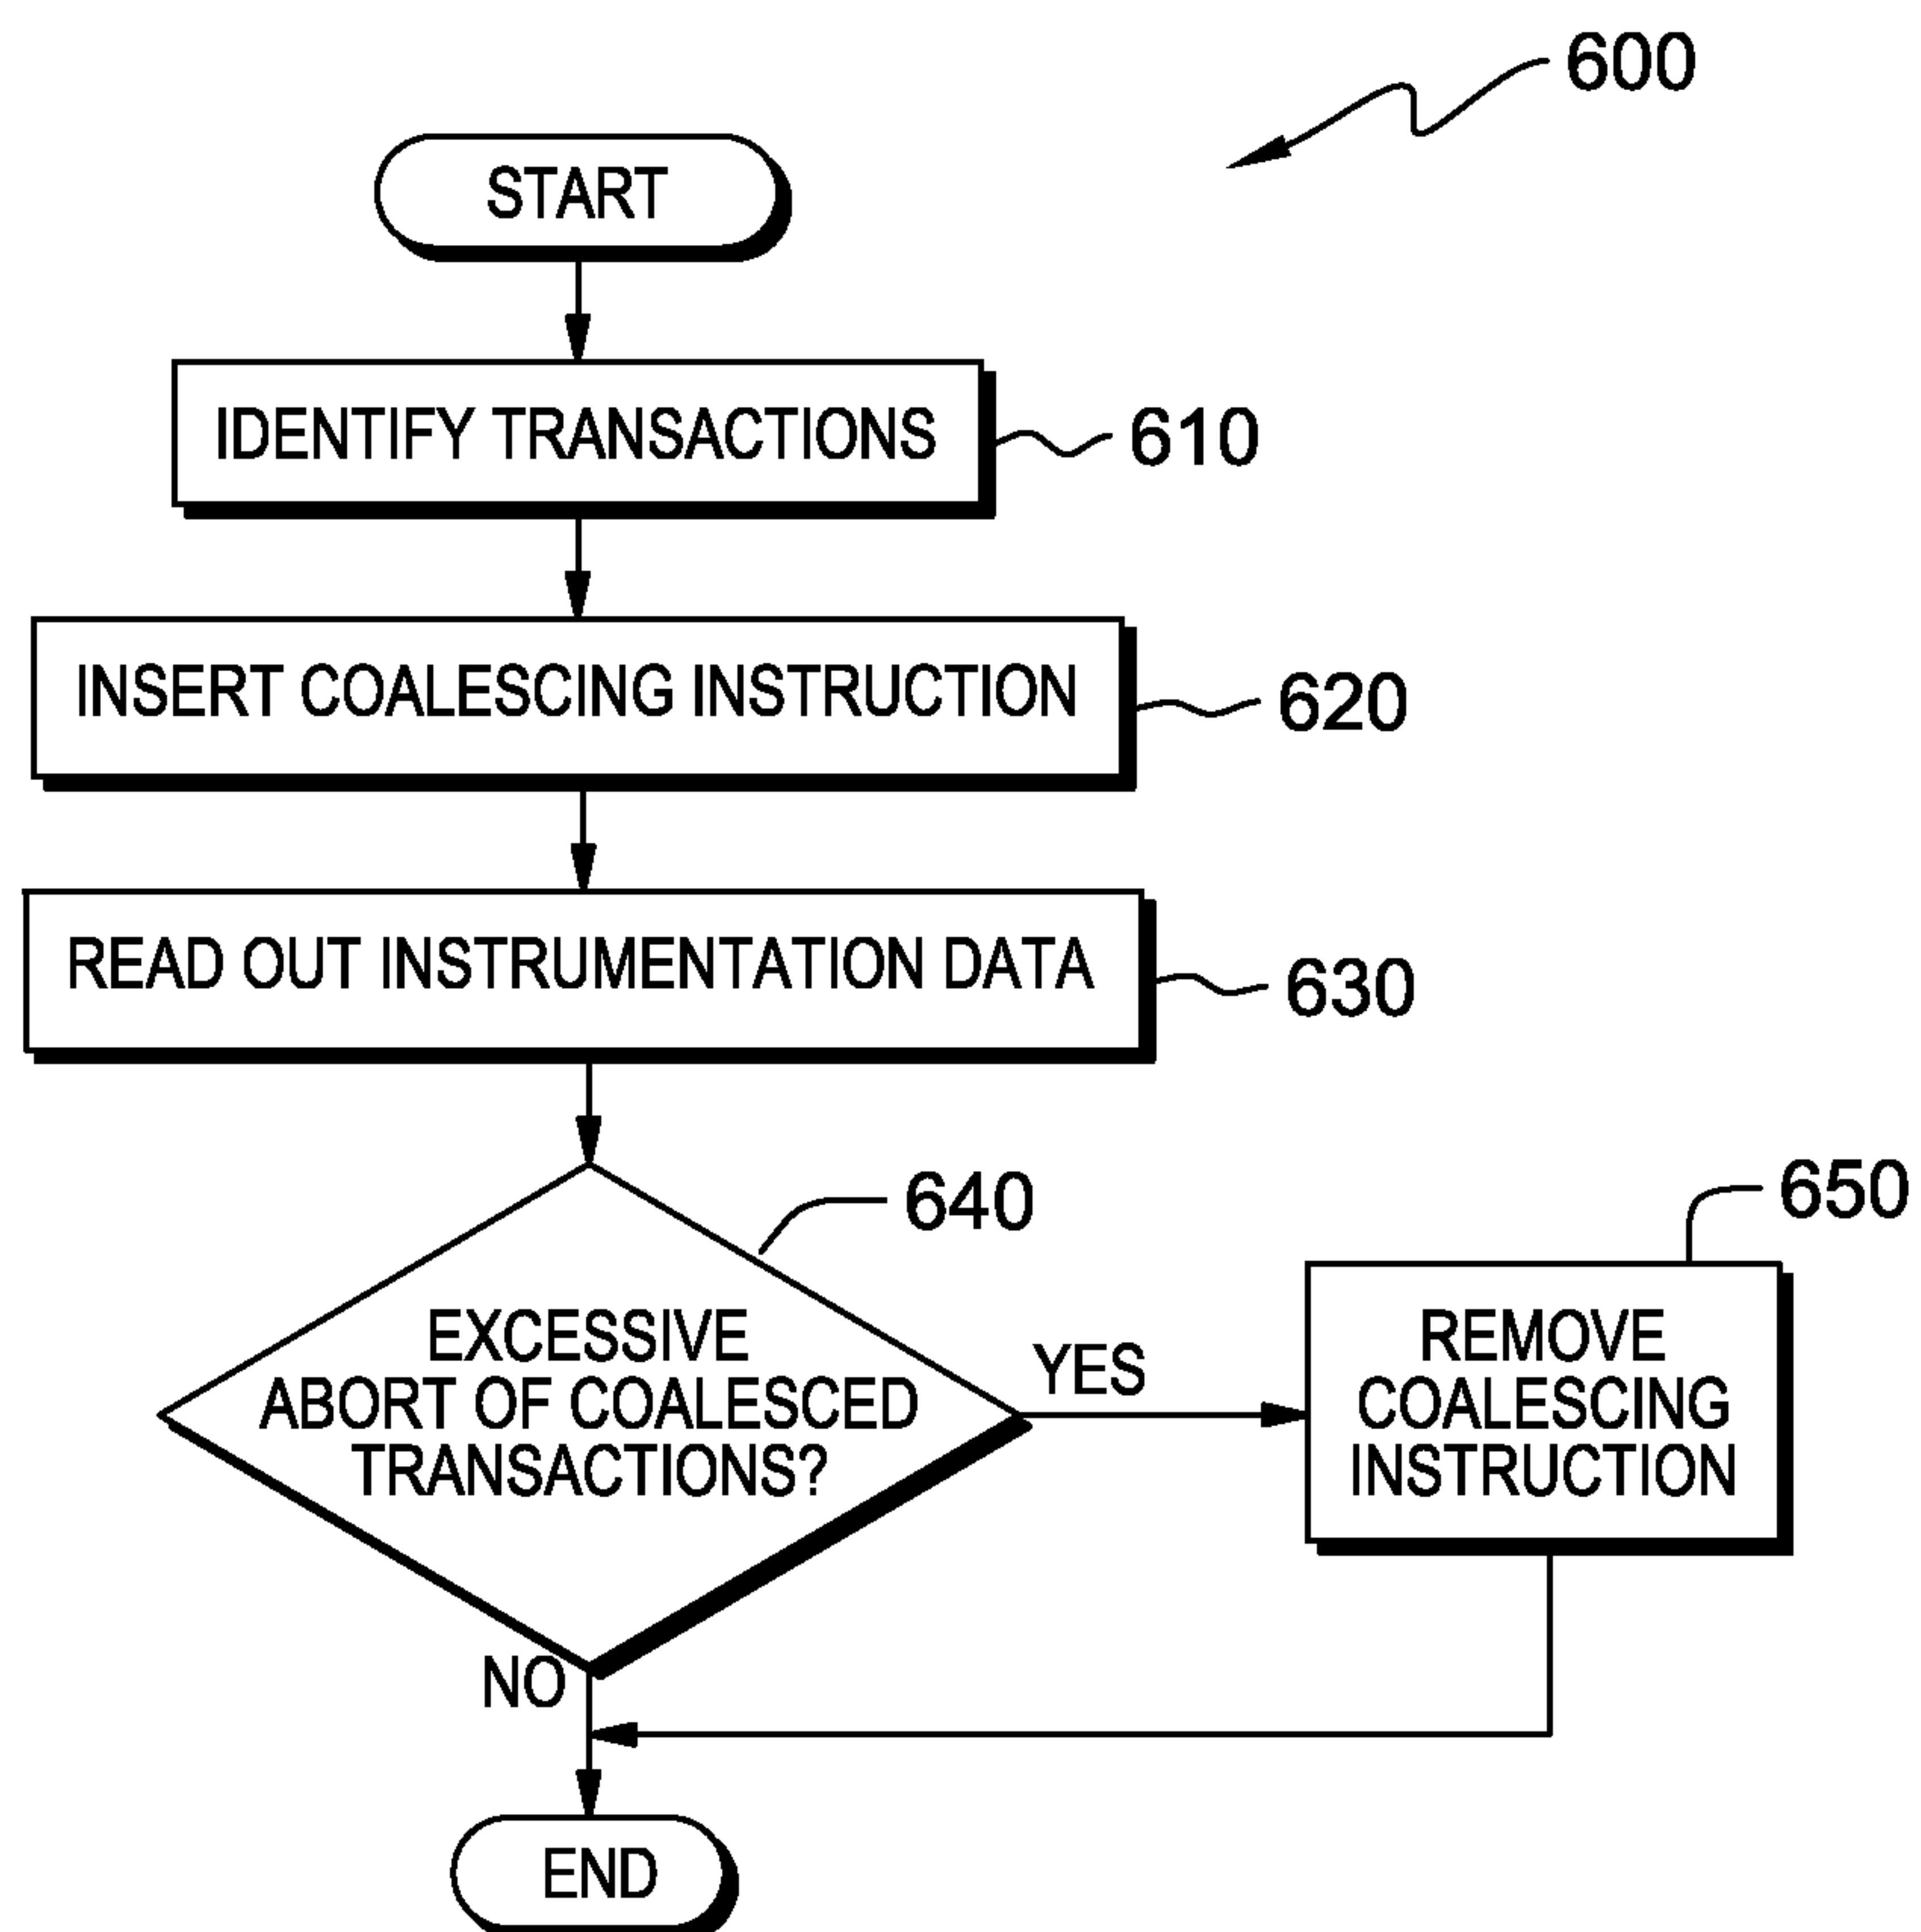 600
START
IDENTIFY TRANSACTIONS
610
INSERT COALESCING INSTRUCTION
620
READ OUT INSTRUMENTATION DATA
630
640
EXCESSIVE
ABORT OF COALESCED
TRANSACTIONS?
YES
NO
650
REMOVE
COALESCING
INSTRUCTION
END